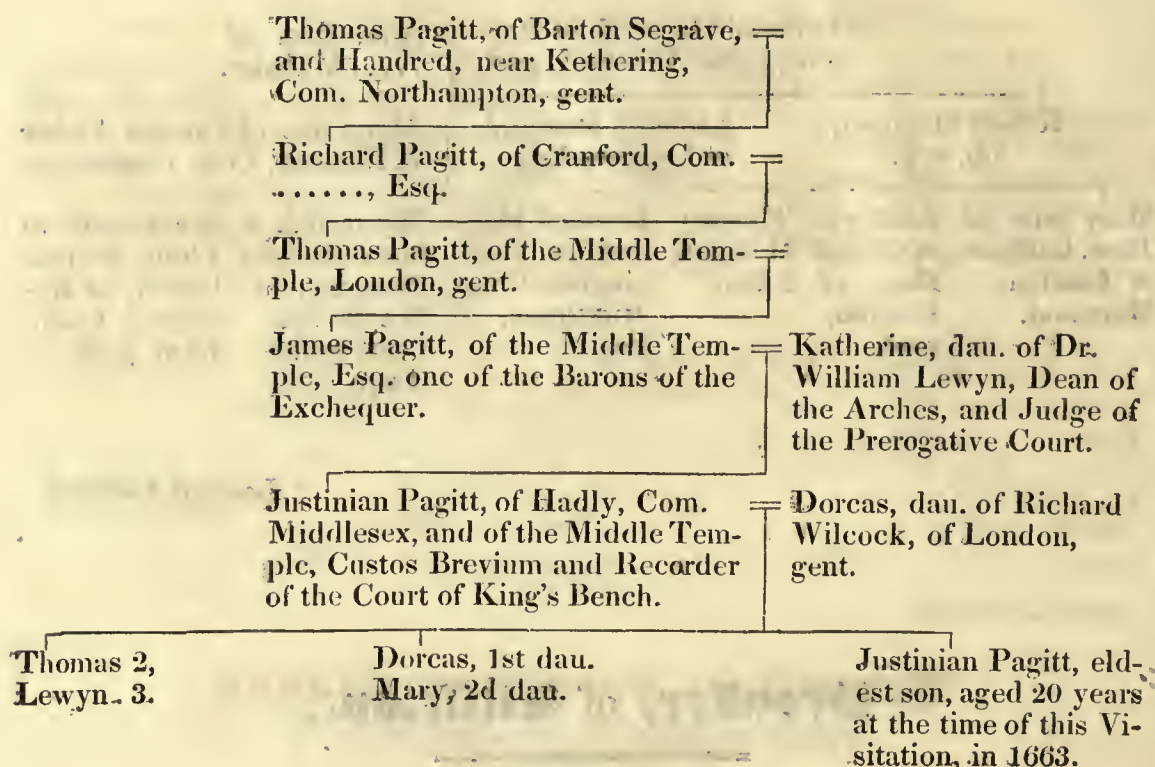 Thomas Pagitt, of Barton Segrave,
and Handred, near Kethering,
Com. Northampton, gent.
Richard Pagitt, of Cranford, Com.
......, Esq.
Thomas Pagitt, of the Middle Tem-
ple, London, gent.
James Pagitt, of the Middle Tem-
ple, Esq. one of the Barons of the
Exchequer.
Katherine, dau. of Dr.
William Lewyn, Dean of
the Arches, and Judge of
the Prerogative Court.
Justinian Pagitt, of Hadly, Com.
Middlesex, and of the Middle Tem-
ple, Custos Brevium and Recorder
of the Court of King's Bench.
Dorcas, dau. of Richard
Wilcock, of London,
gent.
Thomas 2,
Lewyn. 3.
Dorcas, 1st dau.
Mary, 2d dau.
Justinian Pagitt, eld-
est son, aged 20 years
at the time of this Vi-
sitation, in 1663.